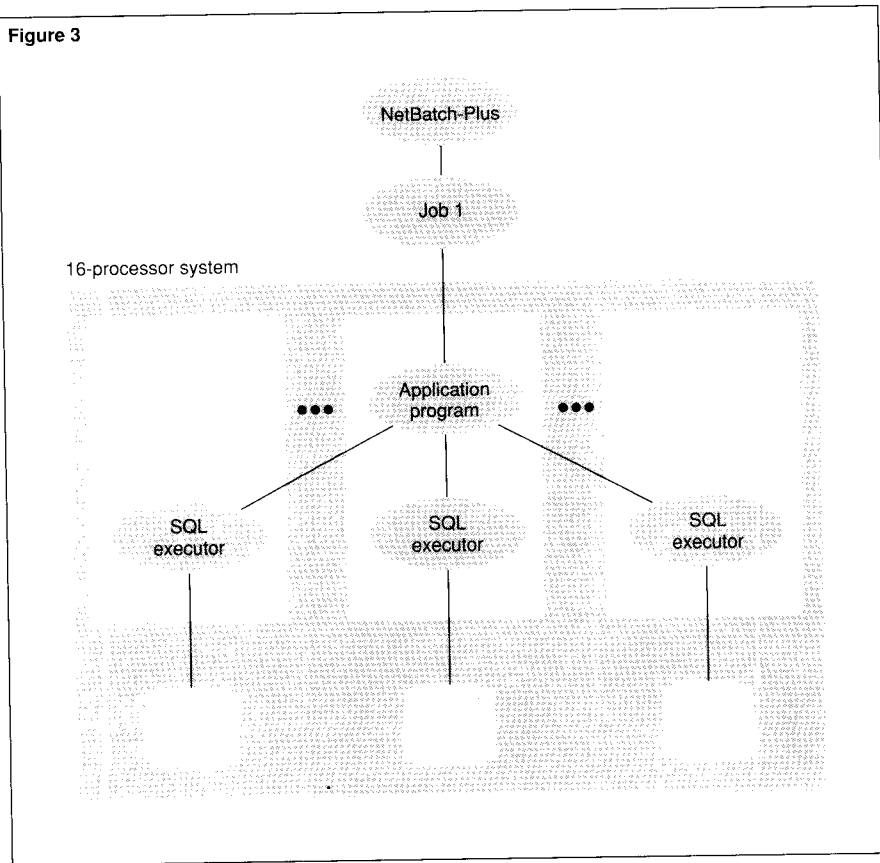 Figure 3
NetBatch-Plus
Job 1
16-processor system
Application
program
SQL
executor
SQL
executor
SQL
executor